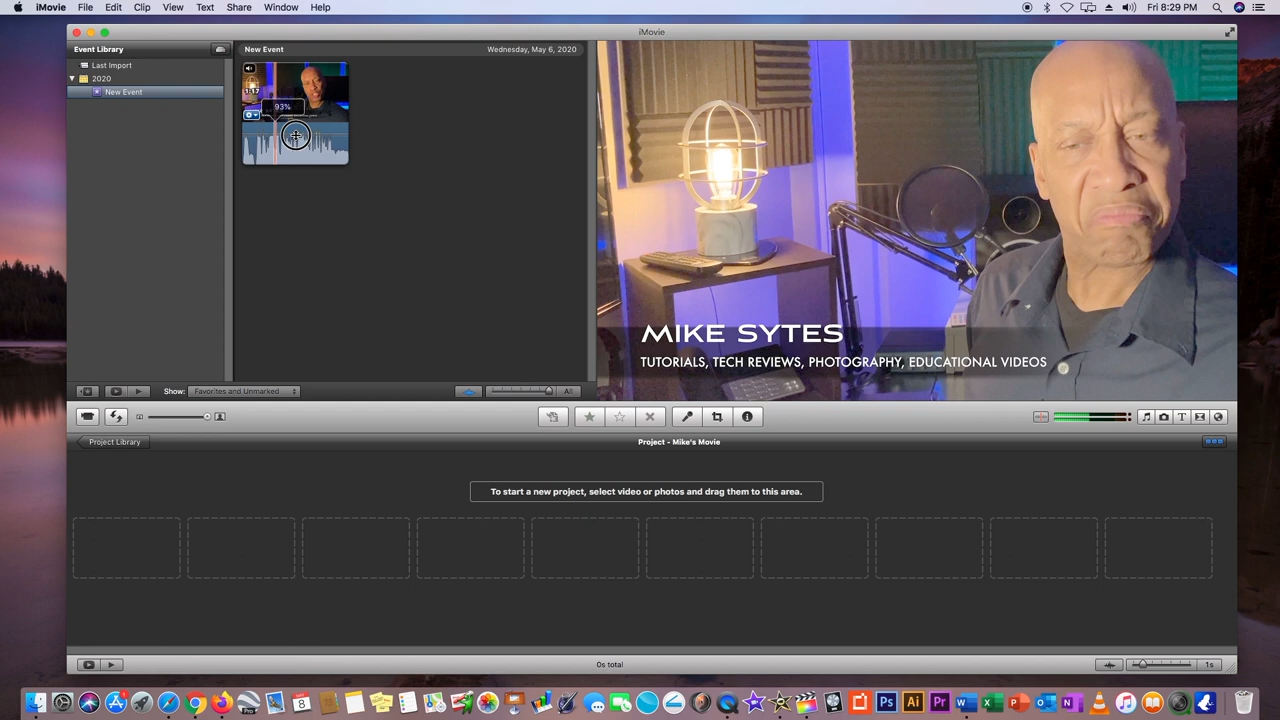 iMovie File Edit Clip View Text Share Window Help
Fri 8:29 PM
iMovie
Event Library
New Event
Wednesday, May 6, 2020
Last Import
2020
New Event
93%
MIKE SYTES
TUTORIALS, TECH REVIEWS, PHOTOGRAPHY, EDUCATIONAL VIDEOS
Show: Favorites and Unmarked
All
Project Library
Project - Mike's Movie
To start a new project, select video or photos and drag them to this area.
0s total
1s